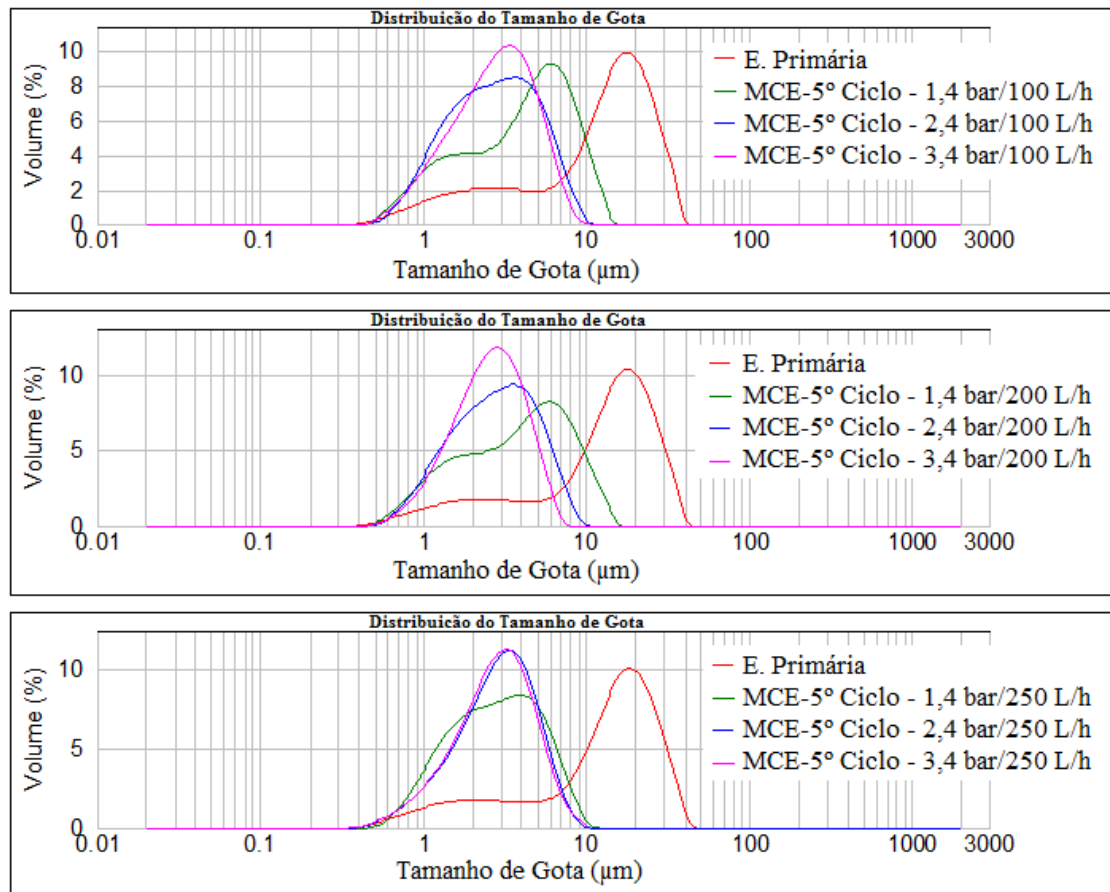 Distribuicão do Tamanho de Gota
Volume (%)
10
8
6
4
2
0
E. Primária
MCE-5º Ciclo - 1,4 bar/100 L/h
MCE-5º Ciclo - 2,4 bar/100 L/h
MCE-5º Ciclo - 3,4 bar/100 L/h
0.01 0.1 1 10 100 1000 3000
Tamanho de Gota (µm)
Distribuicão do Tamanho de Gota
Volume (%)
10
5
0
E. Primária
MCE-5º Ciclo - 1,4 bar/200 L/h
MCE-5º Ciclo - 2,4 bar/200 L/h
MCE-5º Ciclo - 3,4 bar/200 L/h
0.01 0.1 1 10 100 1000 3000
Tamanho de Gota (µm)
Distribuicão do Tamanho de Gota
Volume (%)
10
5
0
E. Primária
MCE-5º Ciclo - 1,4 bar/250 L/h
MCE-5º Ciclo - 2,4 bar/250 L/h
MCE-5º Ciclo - 3,4 bar/250 L/h
0.01 0.1 1 10 100 1000 3000
Tamanho de Gota (µm)